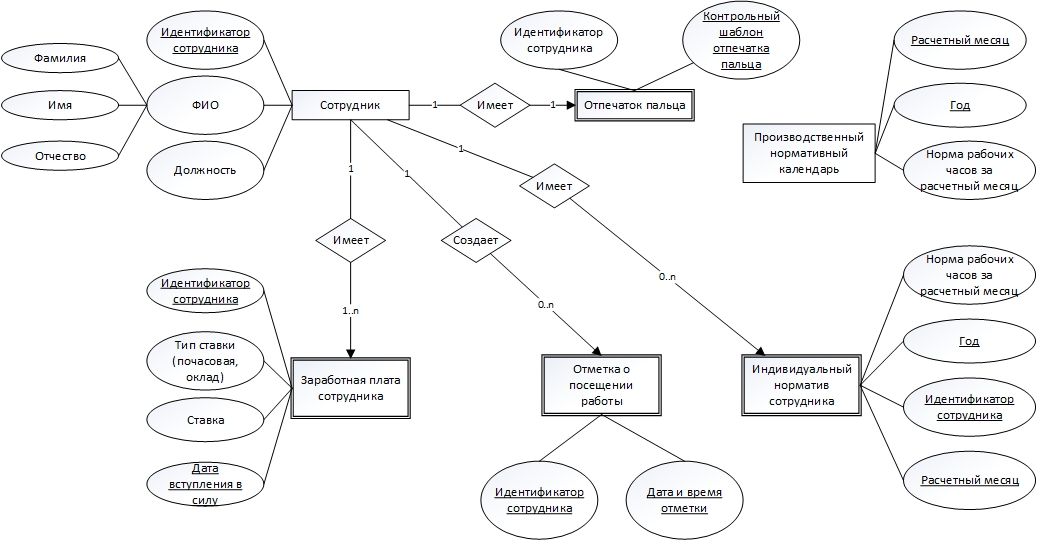 Идентификатор
сотрудника
Фамилия
Имя
Отчество
ФИО
Должность
Сотрудник
1
Имеет
1
Отпечаток пальца
Идентификатор
сотрудника
Контрольный
шаблон
отпечатка
пальца
Производственный
нормативный
календарь
Расчетный месяц
Год
Норма рабочих
часов за
расчетный месяц
1
Имеет
1..n
1
Создает
0..n
1
Имеет
0..n
Идентификатор
сотрудника
Тип ставки
(почасовая,
оклад)
Ставка
Дата
вступления в
силу
Заработная плата
сотрудника
Отметка о
посещении
работы
Идентификатор
сотрудника
Дата и время
отметки
Индивидуальный
норматив
сотрудника
Норма рабочих
часов за
расчетный месяц
Год
Идентификатор
сотрудника
Расчетный месяц